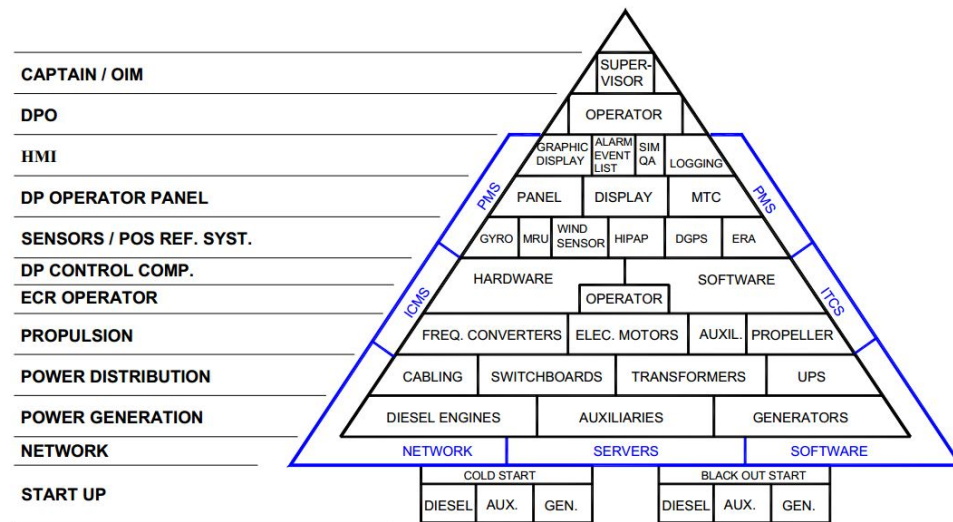 CAPTAIN / OIM
SUPER-
VISOR
DPO
OPERATOR
HMI
GRAPHIC
DISPLAY
ALARM
EVENT
LIST
SIM
QA
LOGGING
DP OPERATOR PANEL
PANEL
DISPLAY
MTC
PMS
PMS
SENSORS / POS REF. SYST.
GYRO
MRU
WIND
SENSOR
HIPAP
DGPS
ERA
DP CONTROL COMP.
HARDWARE
SOFTWARE
ECR OPERATOR
OPERATOR
ICMS
ITCS
PROPULSION
FREQ. CONVERTERS
ELEC. MOTORS
AUXIL.
PROPELLER
POWER DISTRIBUTION
CABLING
SWITCHBOARDS
TRANSFORMERS
UPS
POWER GENERATION
DIESEL ENGINES
AUXILIARIES
GENERATORS
NETWORK
NETWORK
SERVERS
SOFTWARE
START UP
COLD START
DIESEL
AUX.
GEN.
BLACK OUT START
DIESEL
AUX.
GEN.